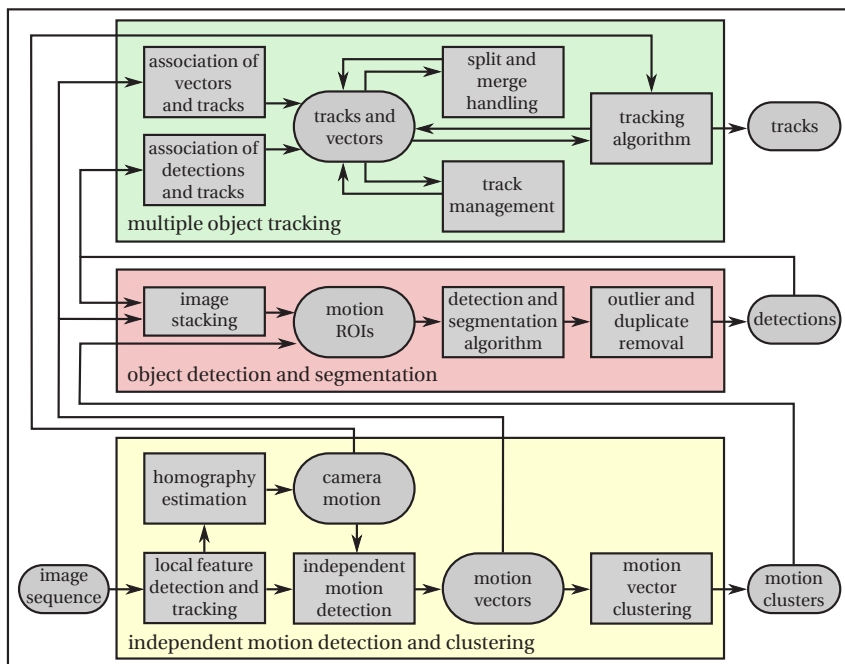 association of
vectors
and tracks
split and
merge
handling
tracks and
vectors
tracking
algorithm
tracks
association of
detections
and tracks
track
management
multiple object tracking
image
stacking
motion
ROIs
detection and
segmentation
algorithm
outlier and
duplicate
removal
detections
object detection and segmentation
homography
estimation
camera
motion
image
sequence
local feature
detection and
tracking
independent
motion
detection
motion
vectors
motion
vector
clustering
motion
clusters
independent motion detection and clustering